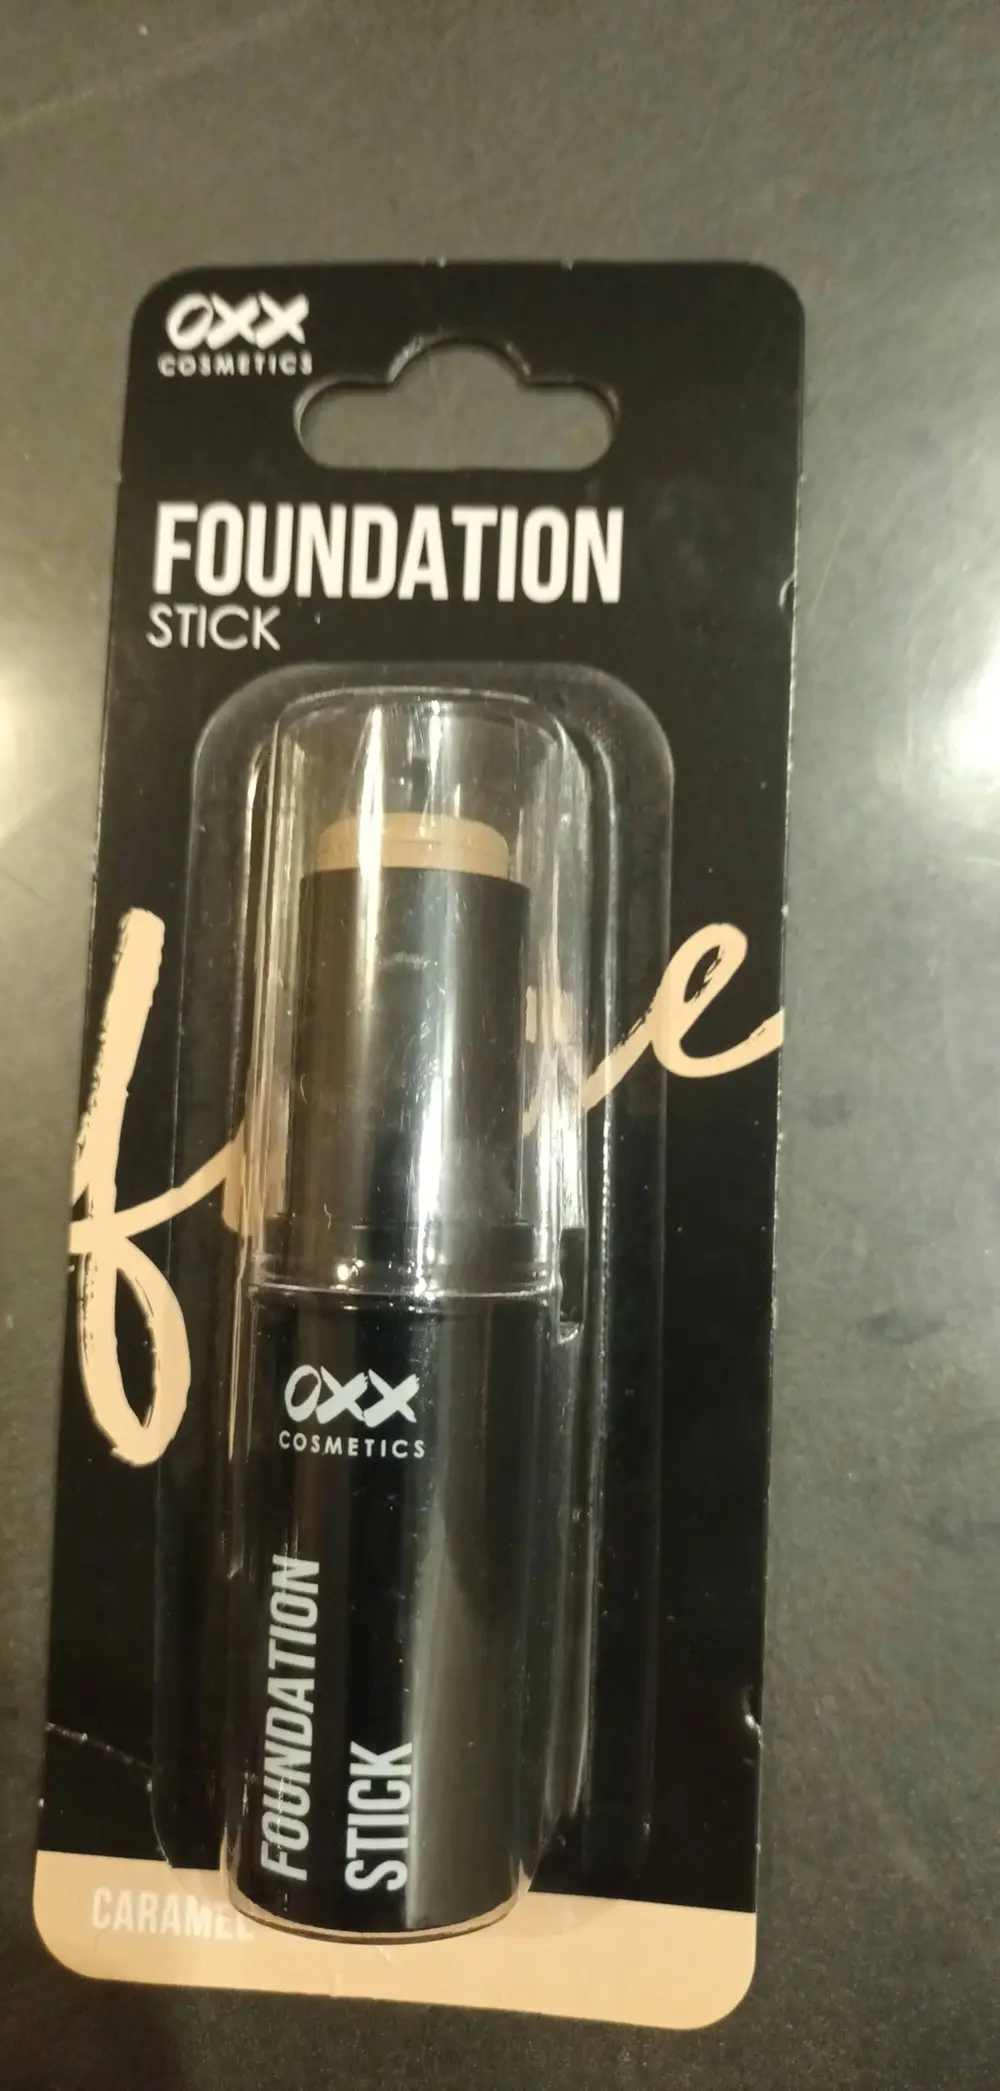 OXX
COSMETICS
FOUNDATION
STICK
OXX
COSMETICS
FOUNDATION
STICK
CARAMEL